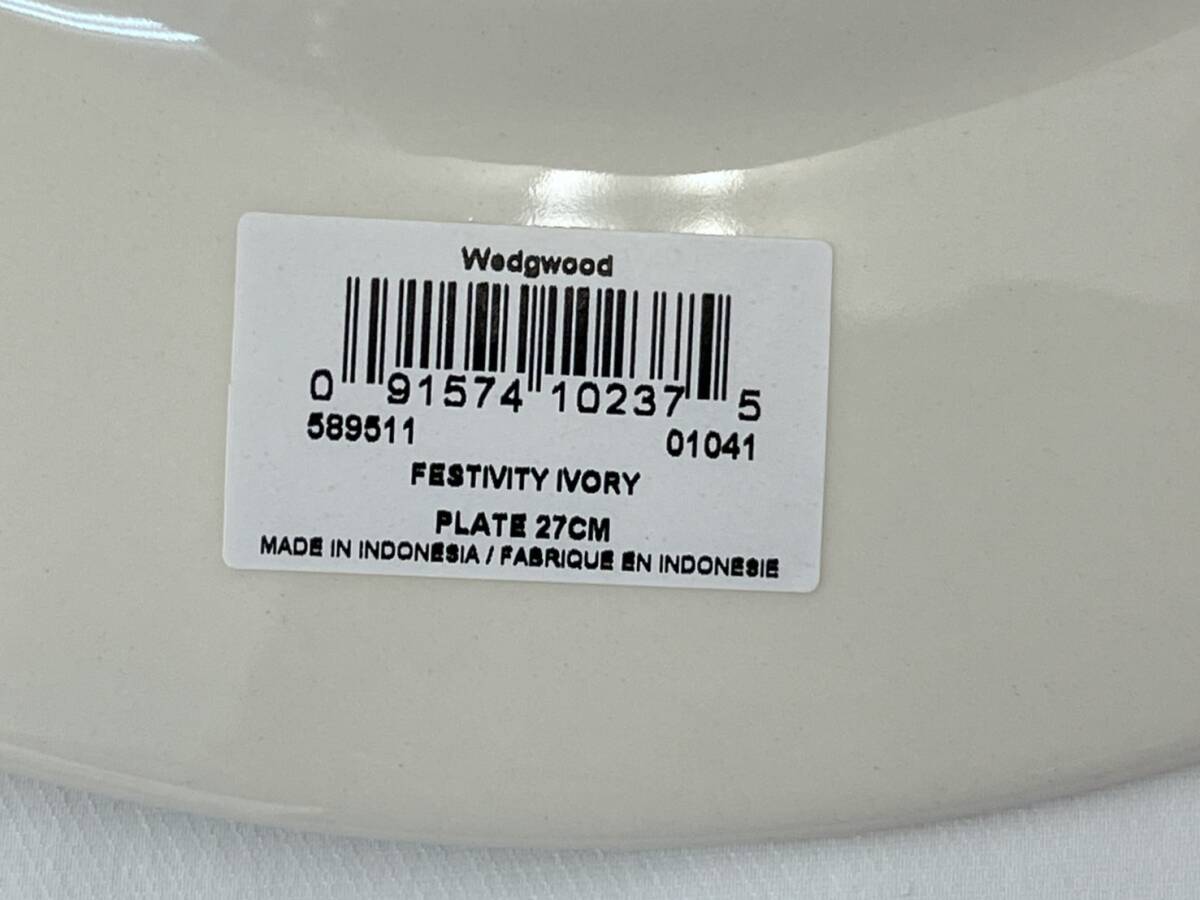 Wedgwood
0 91574 10237 5
589511 01041
FESTIVITY IVORY
PLATE 27CM
MADE IN INDONESIA / FABRIQUE EN INDONESIE